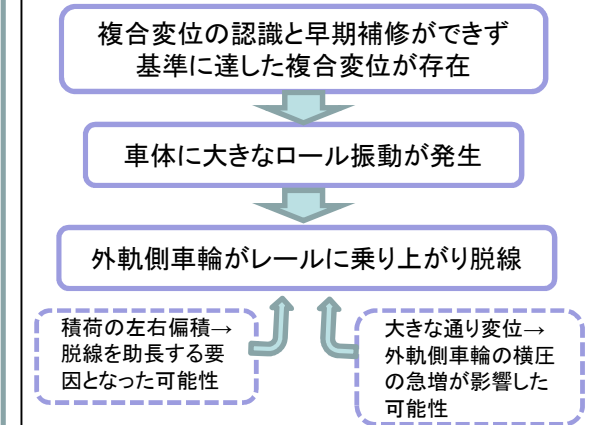 複合変位の認識と早期補修ができず
基準に達した複合変位が存在
車体に大きなロール振動が発生
外軌側車輪がレールに乗り上がり脱線
積荷の左右偏積→
脱線を助長する要
因となった可能性
大きな通り変位→
外軌側車輪の横圧
の急増が影響した
可能性